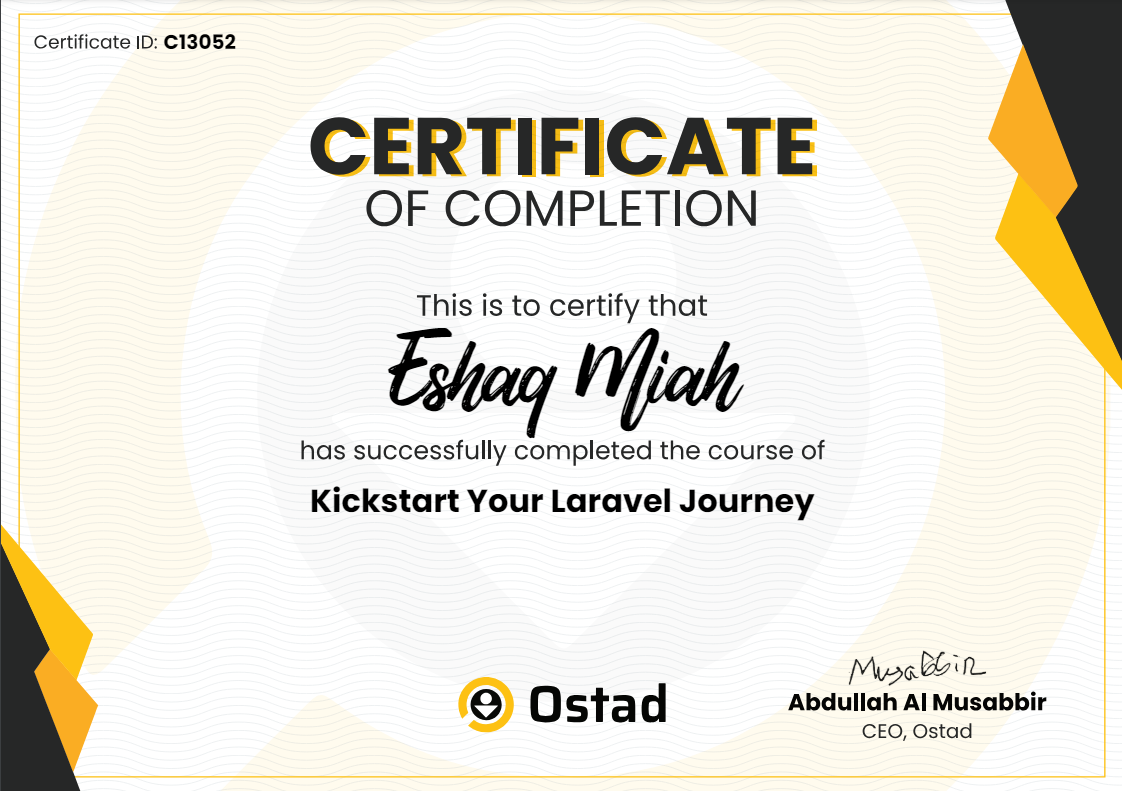 Certificate ID: C13052
CERTIFICATE
OF COMPLETION
This is to certify that
Eshaq Miah
has successfully completed the course of
Kickstart Your Laravel Journey
Ostad
Musabbir
Abdullah Al Musabbir
CEO, Ostad